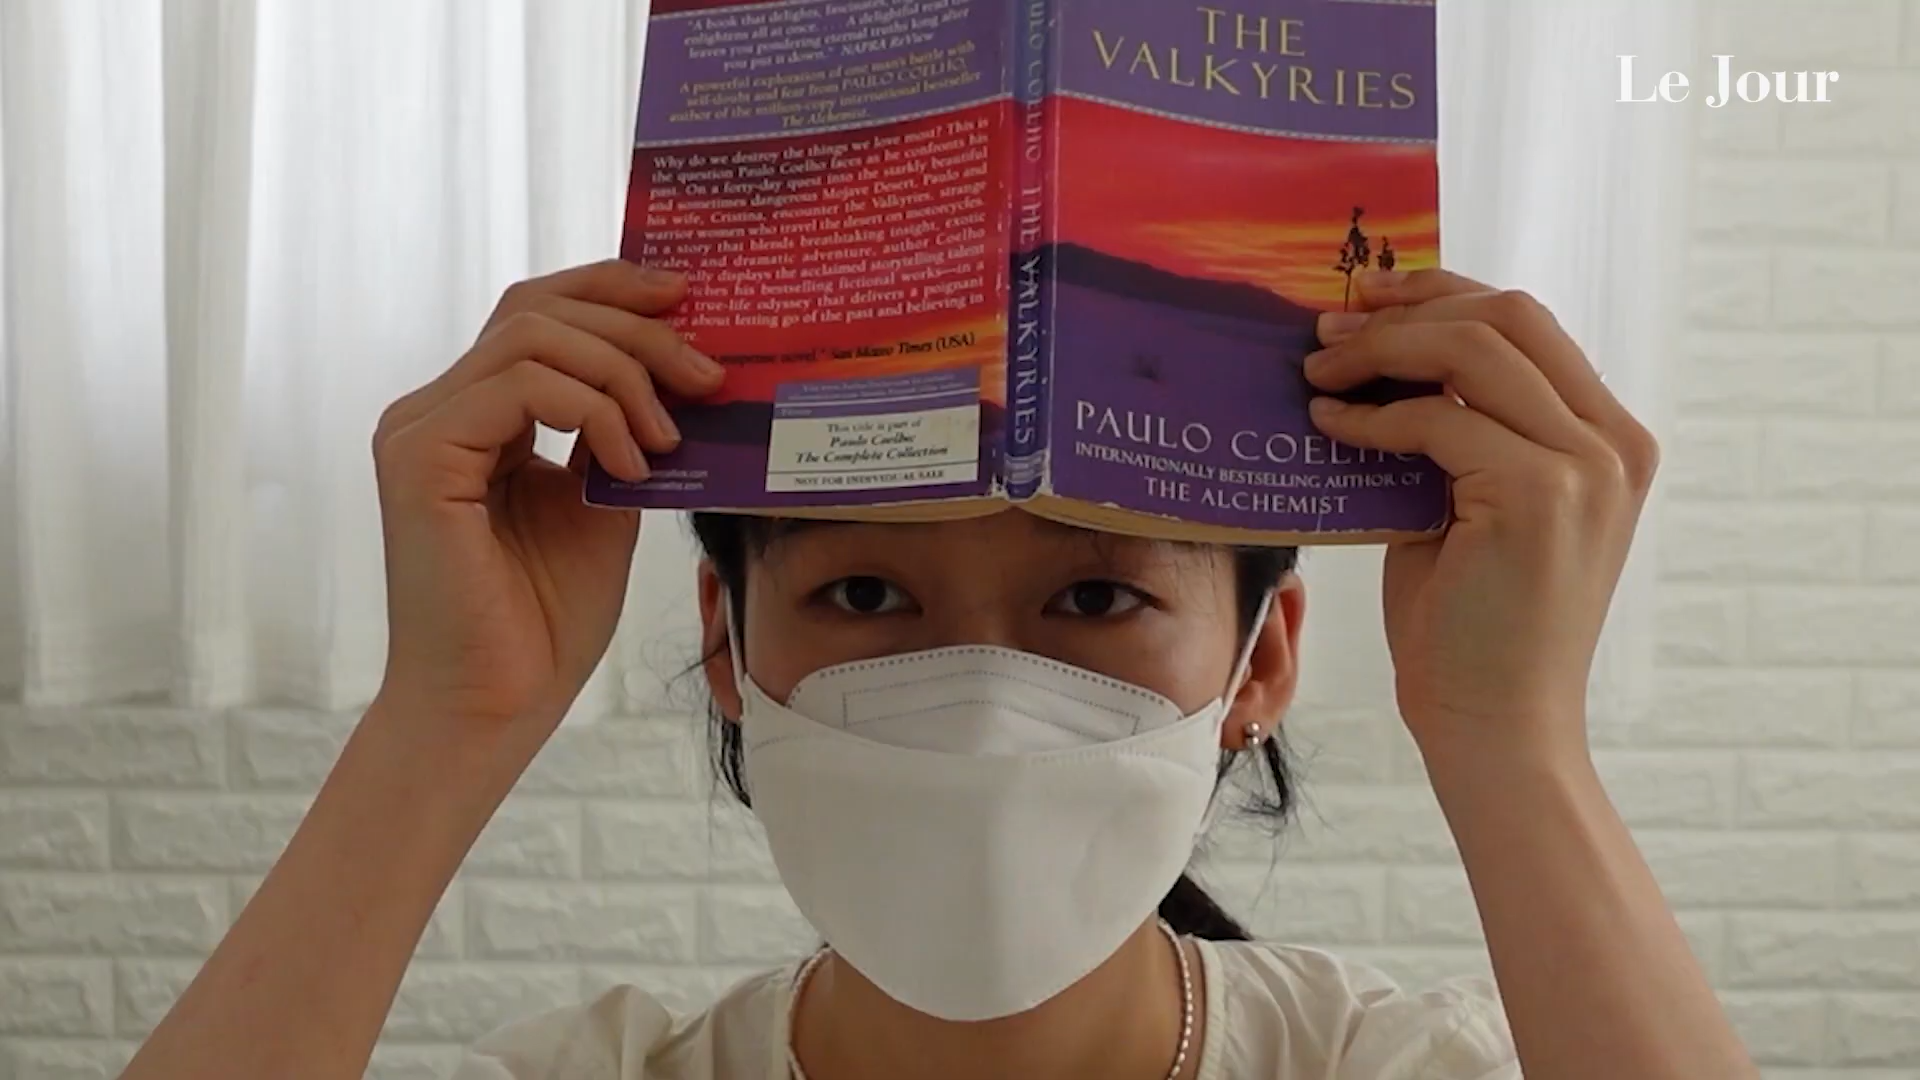 "A book that delights, fascinates,
enlightens all at once. . . . A delightful read
leaves you pondering eternal truths long after
you put it down." NAPRA ReView
A powerful exploration of one man's battle with
self-doubt and fear from PAULO COELHO,
author of the million-copy international bestseller
The Alchemist.
Why do we destroy the things we love most? This is
the question Paulo Coelho faces as he confronts his
past. On a forty-day quest into the starkly beautiful
and sometimes dangerous Mojave Desert, Paulo and
his wife, Cristina, encounter the Valkyries, strange
warrior women who travel the desert on motorcycles.
In a story that blends breathtaking insight, exotic
locales, and dramatic adventure, author Coelho
fully displays the acclaimed storytelling talent
riches his bestselling fictional works—in a
true-life odyssey that delivers a poignant
about letting go of the past and believing in
suspense novel." San Mateo Times (USA)
This title is part of
Paulo Coelho:
The Complete Collection
NOT FOR INDIVIDUAL SALE
PAULO COELHO THE VALKYRIES
THE
VALKYRIES
PAULO COELHO
INTERNATIONALLY BESTSELLING AUTHOR OF
THE ALCHEMIST
Le Jour